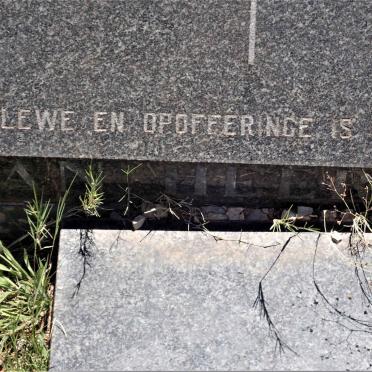 LEWE EN OPOFFERINGE IS